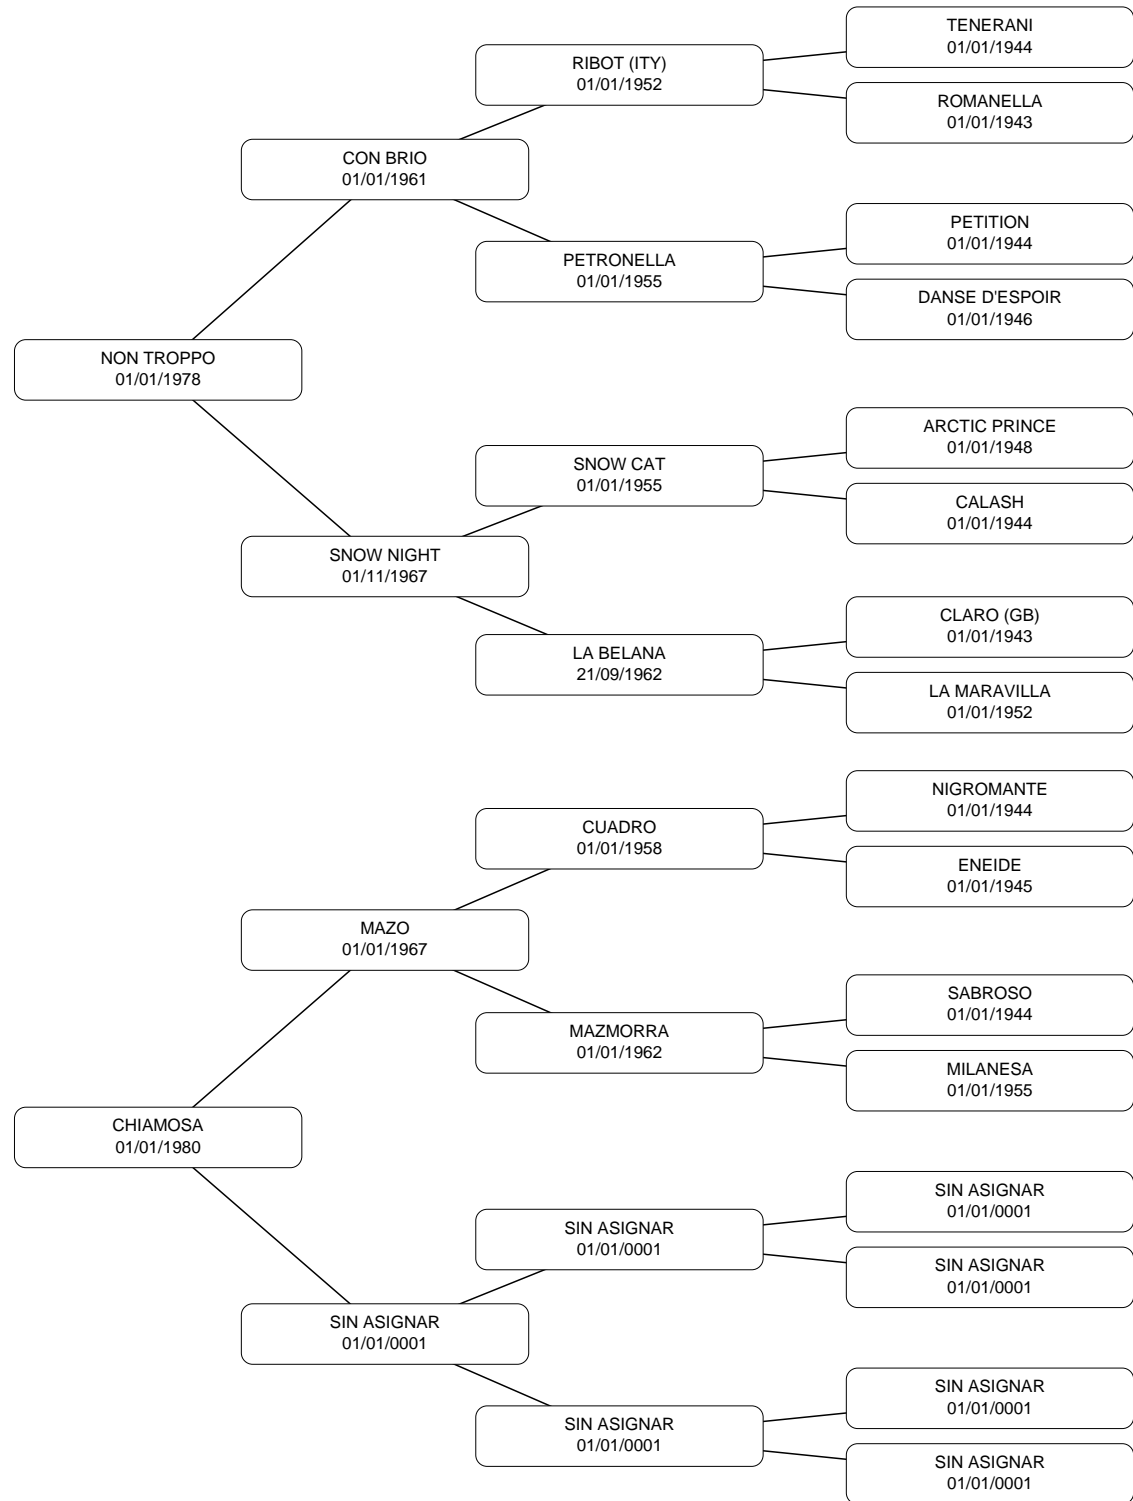 TENERANI
01/01/1944
RIBOT (ITY)
01/01/1952
ROMANELLA
01/01/1943
CON BRIO
01/01/1961
PETITION
01/01/1944
PETRONELLA
01/01/1955
DANSE D'ESPOIR
01/01/1946
NON TROPPO
01/01/1978
ARCTIC PRINCE
01/01/1948
SNOW CAT
01/01/1955
CALASH
01/01/1944
SNOW NIGHT
01/11/1967
CLARO (GB)
01/01/1943
LA BELANA
21/09/1962
LA MARAVILLA
01/01/1952
NIGROMANTE
01/01/1944
CUADRO
01/01/1958
ENEIDE
01/01/1945
MAZO
01/01/1967
SABROSO
01/01/1944
MAZMORRA
01/01/1962
MILANESA
01/01/1955
CHIAMOSA
01/01/1980
SIN ASIGNAR
01/01/0001
SIN ASIGNAR
01/01/0001
SIN ASIGNAR
01/01/0001
SIN ASIGNAR
01/01/0001
SIN ASIGNAR
01/01/0001
SIN ASIGNAR
01/01/0001
SIN ASIGNAR
01/01/0001